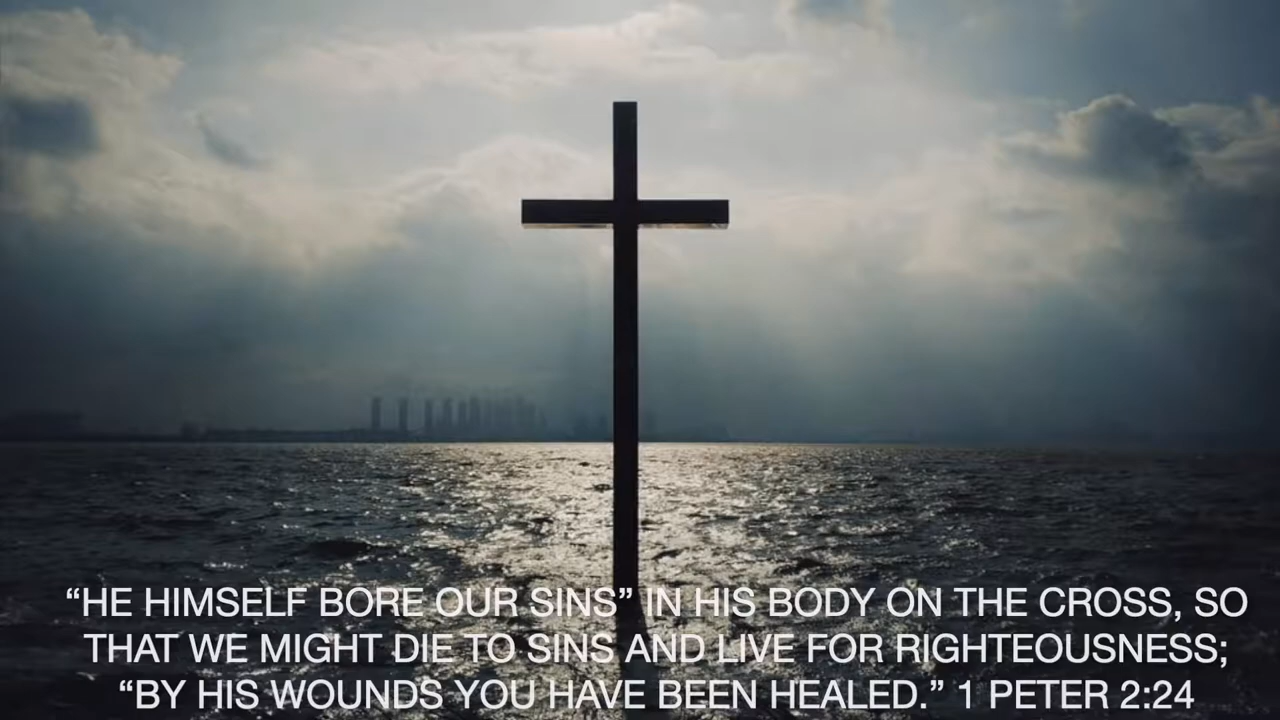 “HE HIMSELF BORE OUR SINS” IN HIS BODY ON THE CROSS, SO
THAT WE MIGHT DIE TO SINS AND LIVE FOR RIGHTEOUSNESS;
“BY HIS WOUNDS YOU HAVE BEEN HEALED.” 1 PETER 2:24